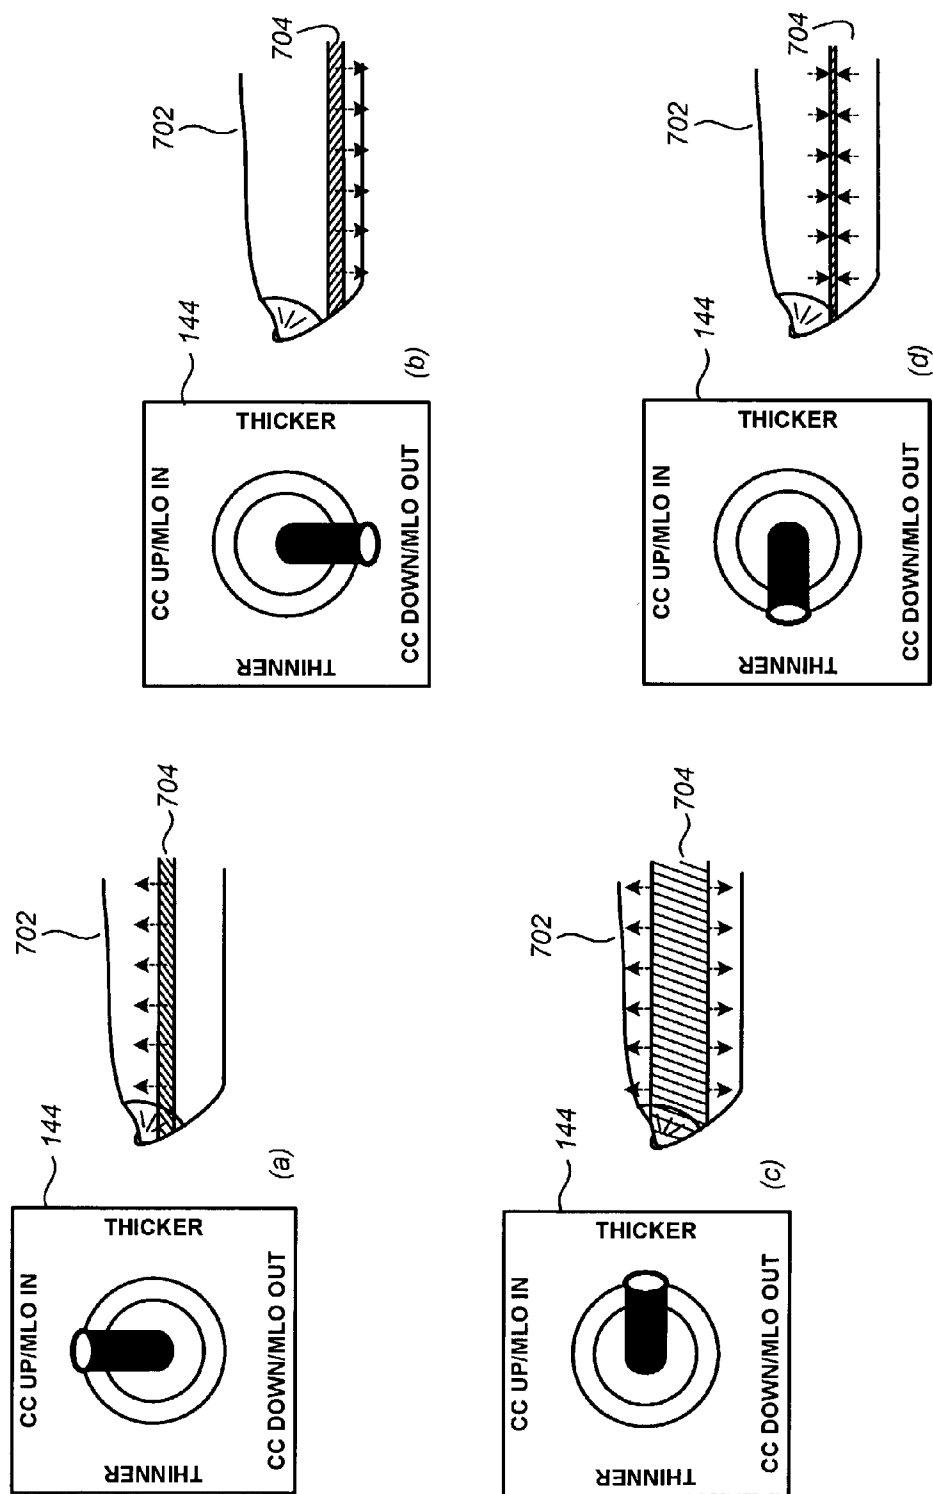 144
CC UP/MLO IN
THINNER
THICKER
CC DOWN/MLO OUT
702
704
(a)
144
CC UP/MLO IN
THINNER
THICKER
CC DOWN/MLO OUT
702
704
(b)
144
CC UP/MLO IN
THINNER
THICKER
CC DOWN/MLO OUT
702
704
(c)
144
CC UP/MLO IN
THINNER
THICKER
CC DOWN/MLO OUT
702
704
(d)